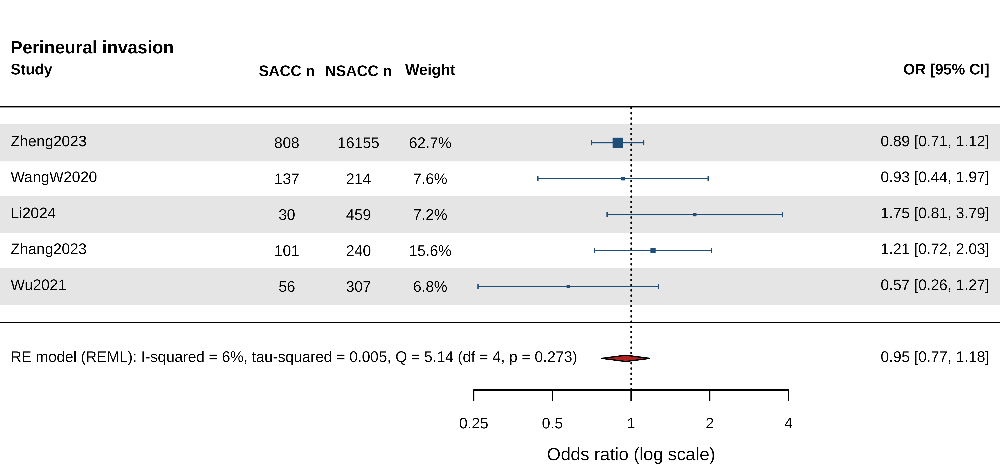 Perineural invasion
Study SACC n NSACC n Weight OR [95% CI]
Zheng2023 808 16155 62.7% 0.89 [0.71, 1.12]
WangW2020 137 214 7.6% 0.93 [0.44, 1.97]
Li2024 30 459 7.2% 1.75 [0.81, 3.79]
Zhang2023 101 240 15.6% 1.21 [0.72, 2.03]
Wu2021 56 307 6.8% 0.57 [0.26, 1.27]
RE model (REML): I-squared = 6%, tau-squared = 0.005, Q = 5.14 (df = 4, p = 0.273) 0.95 [0.77, 1.18]
0.25 0.5 1 2 4
Odds ratio (log scale)